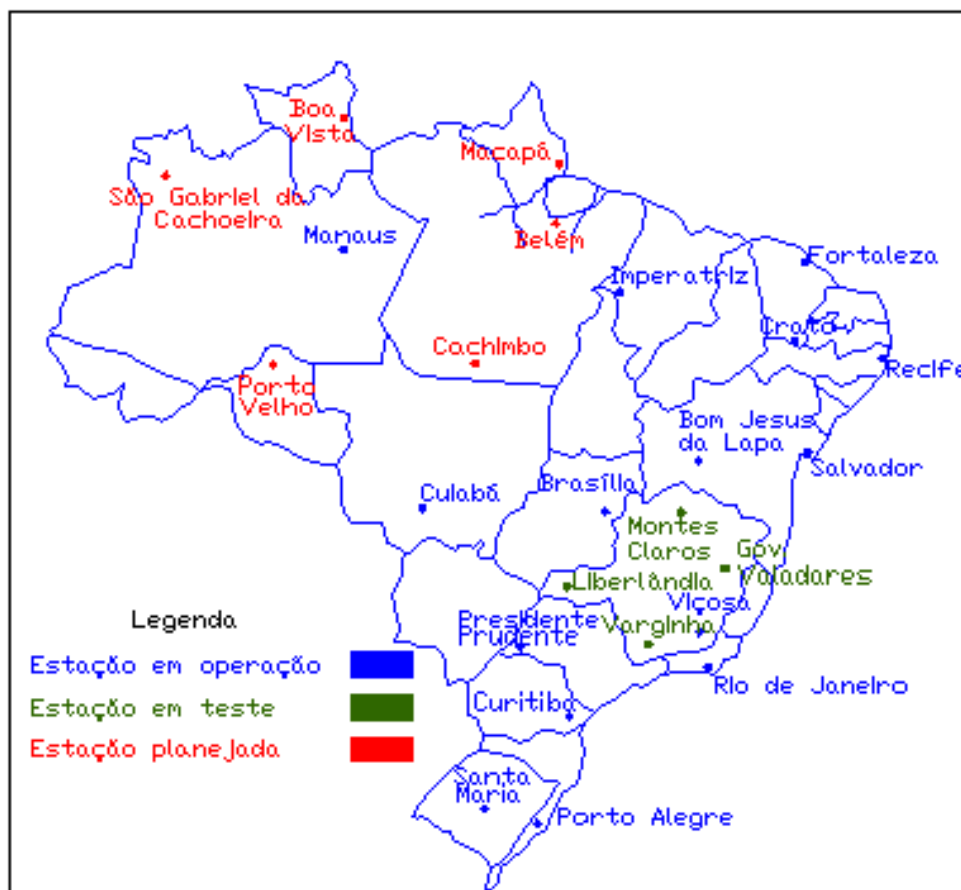 Boa
Vista
Macapá
São Gabriel da
Cachoeira
Manaus
Belém
Fortaleza
Imperatriz
Crato
Cachimbo
Recife
Porto
Velho
Bom Jesus
da Lapa
Salvador
Brasília
Cuiabá
Montes
Claros
Gov.
Valadares
Uberlândia
Viçosa
Presidente
Prudente
Varginha
Legenda
Estação em operação
Rio de Janeiro
Curitiba
Estação em teste
Estação planejada
Santa
Maria
Porto Alegre